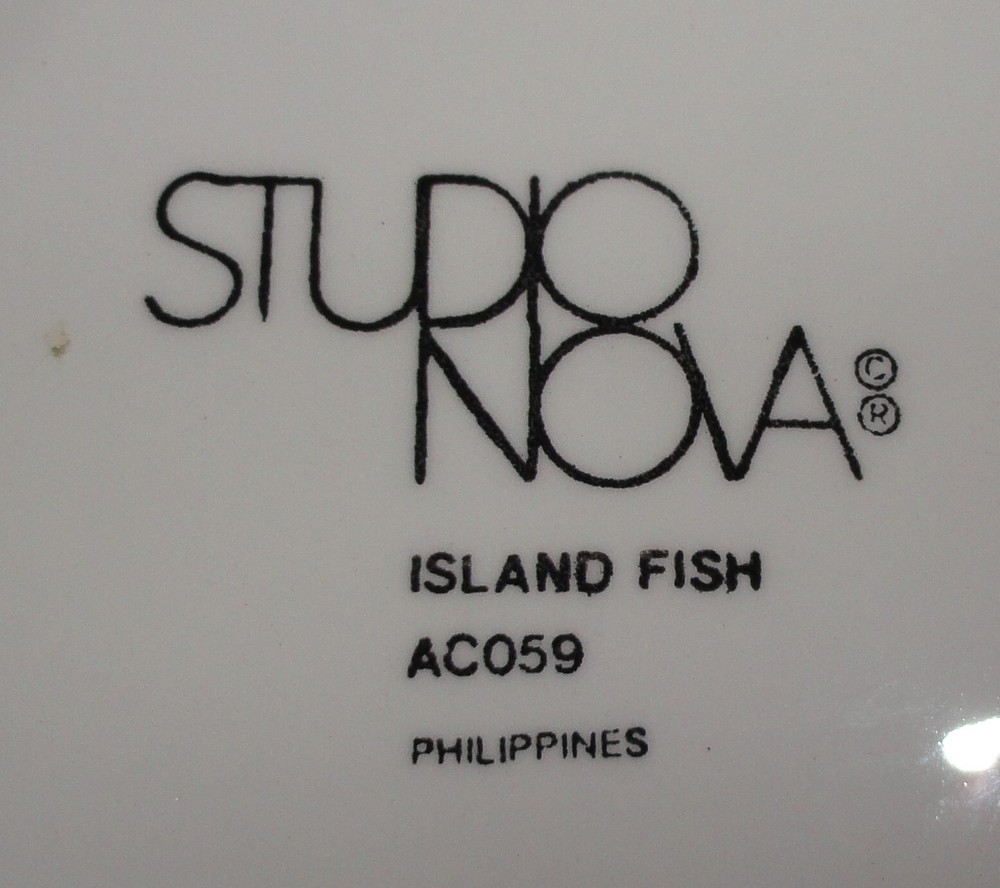 STUDIO
NOVA ©
®
ISLAND FISH
AC059
PHILIPPINES